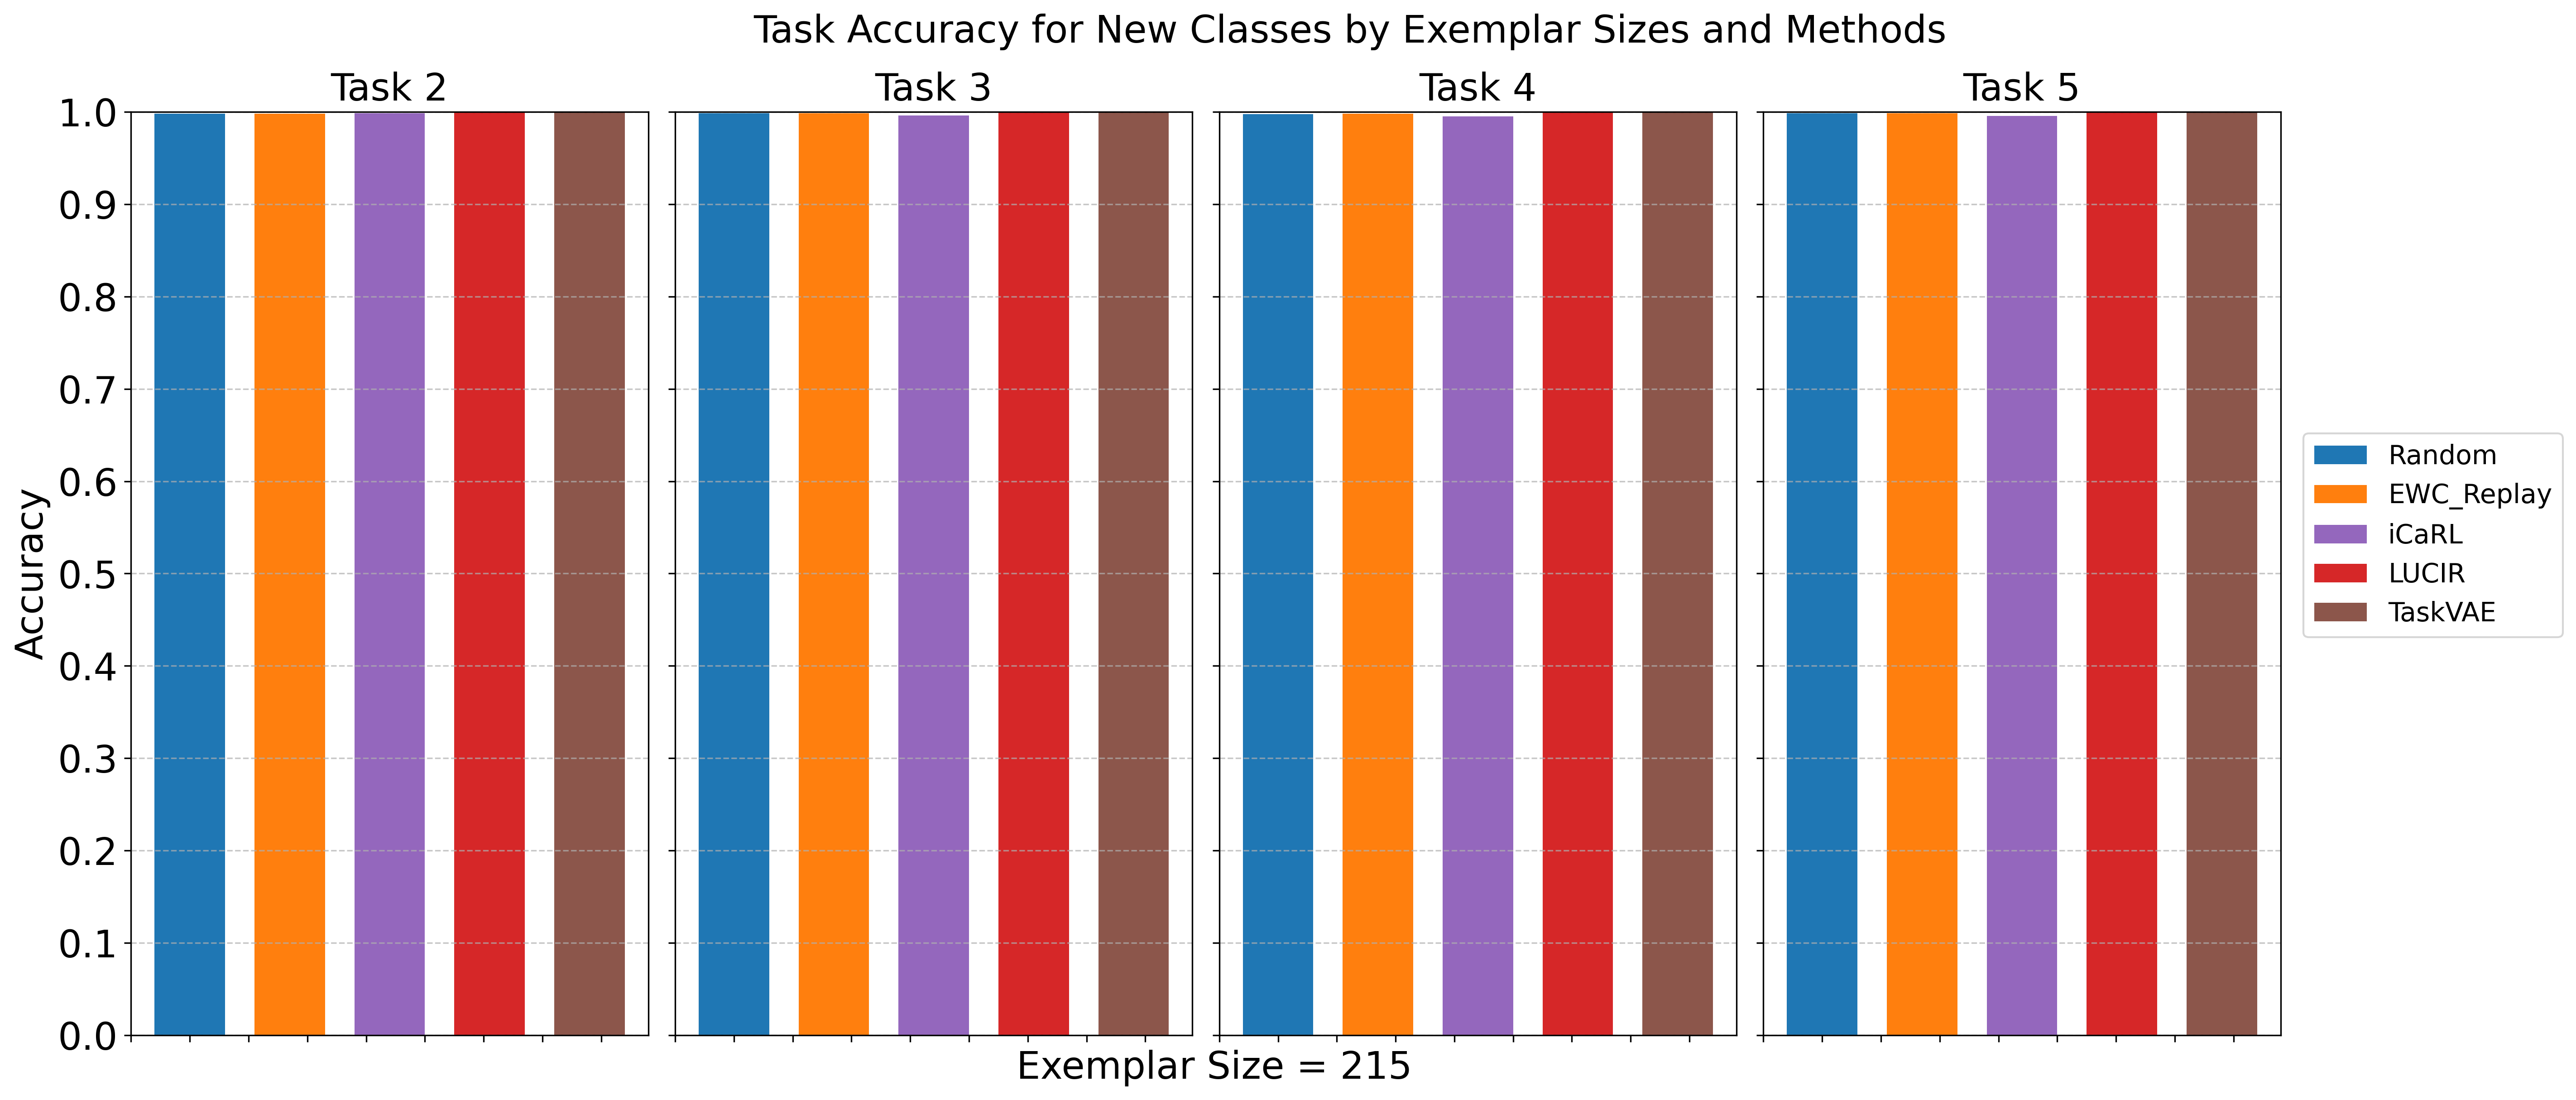 Task Accuracy for New Classes by Exemplar Sizes and Methods
Task 2
Task 3
Task 4
Task 5
Accuracy
1.0
0.9
0.8
0.7
0.6
0.5
0.4
0.3
0.2
0.1
0.0
Exemplar Size = 215
Random
EWC_Replay
iCaRL
LUCIR
TaskVAE